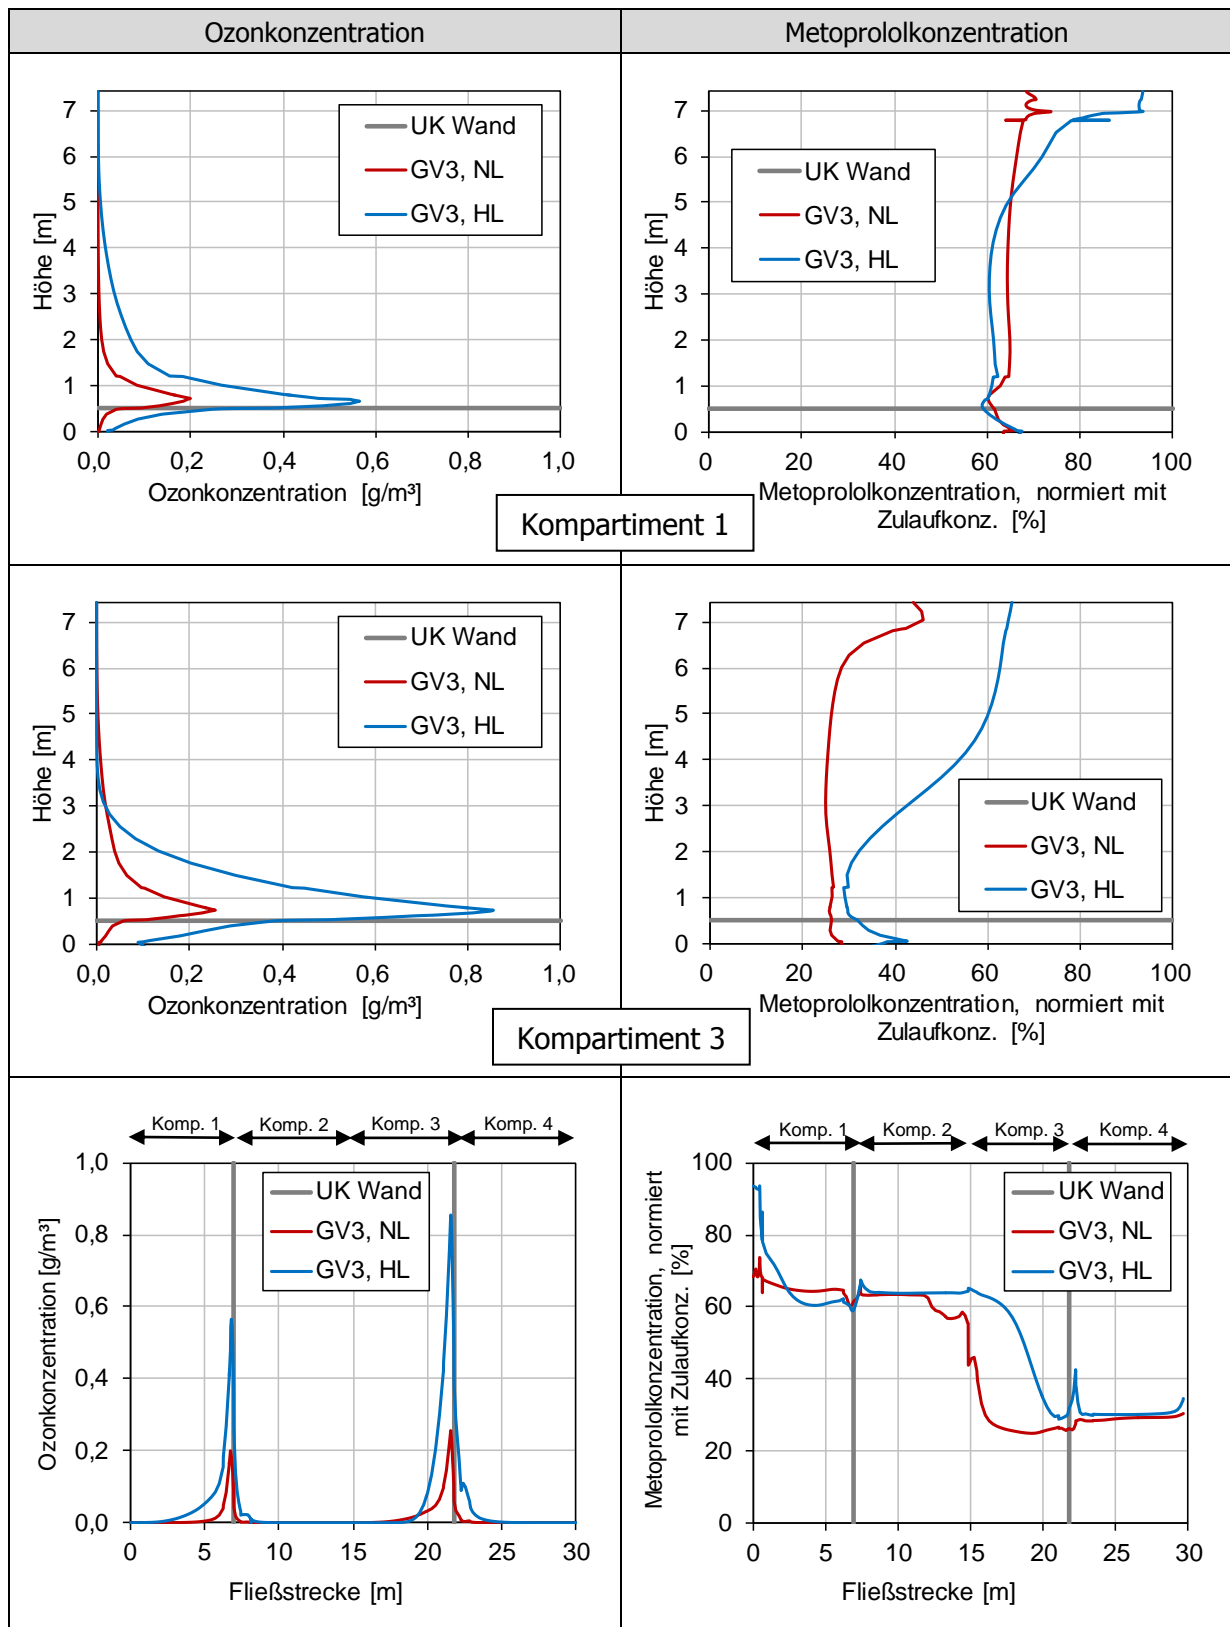 Ozonkonzentration
Metoprololkonzentration
Höhe [m]
7
6
5
4
3
2
1
0
UK Wand
GV3, NL
GV3, HL
0,0 0,2 0,4 0,6 0,8 1,0
Ozonkonzentration [g/m³]
Höhe [m]
7
6
5
4
3
2
1
0
UK Wand
GV3, NL
GV3, HL
0 20 40 60 80 100
Metoprololkonzentration, normiert mit
Zulaufkonz. [%]
Kompartiment 1
Höhe [m]
7
6
5
4
3
2
1
0
UK Wand
GV3, NL
GV3, HL
0,0 0,2 0,4 0,6 0,8 1,0
Ozonkonzentration [g/m³]
Höhe [m]
7
6
5
4
3
2
1
0
UK Wand
GV3, NL
GV3, HL
0 20 40 60 80 100
Metoprololkonzentration, normiert mit
Zulaufkonz. [%]
Kompartiment 3
Komp. 1 Komp. 2 Komp. 3 Komp. 4
Ozonkonzentration [g/m³]
1,0
0,8
0,6
0,4
0,2
0,0
UK Wand
GV3, NL
GV3, HL
0 5 10 15 20 25 30
Fließstrecke [m]
Komp. 1 Komp. 2 Komp. 3 Komp. 4
Metoprololkonzentration, normiert
mit Zulaufkonz. [%]
100
80
60
40
20
0
UK Wand
GV3, NL
GV3, HL
0 5 10 15 20 25 30
Fließstrecke [m]